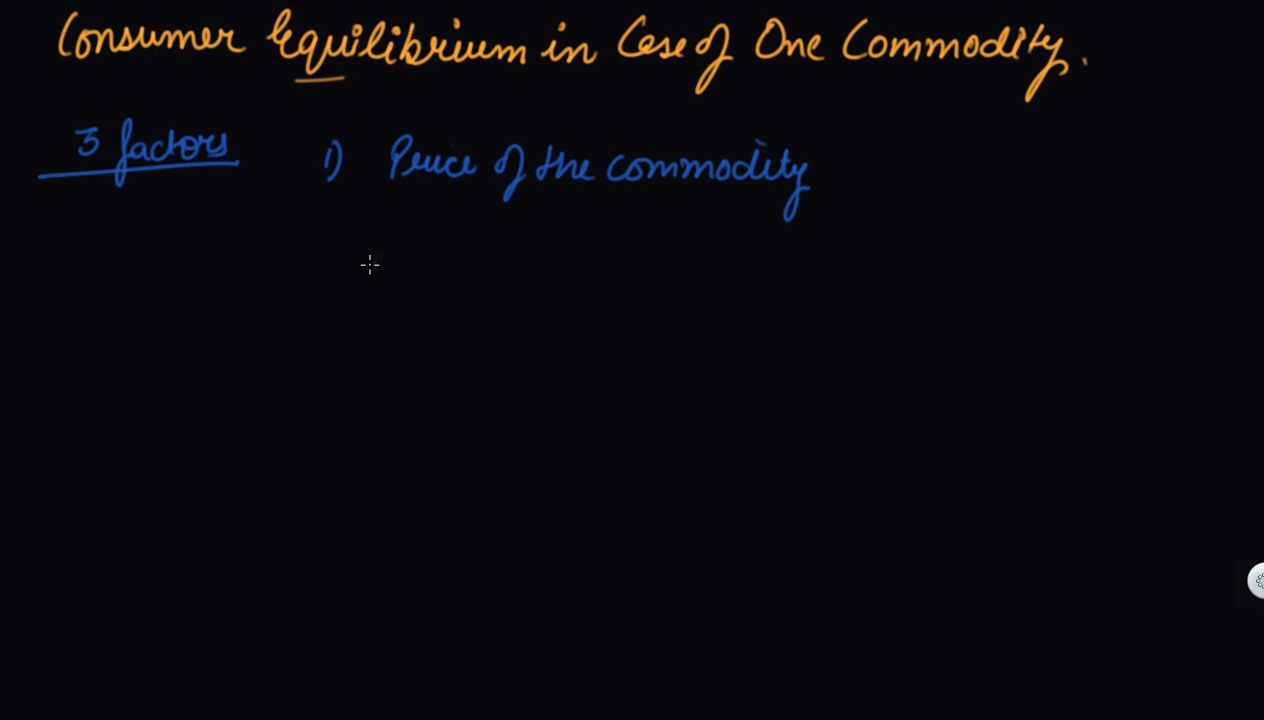 Consumer Equilibrium in Case of One Commodity.
3 factors 1) Price of the commodity